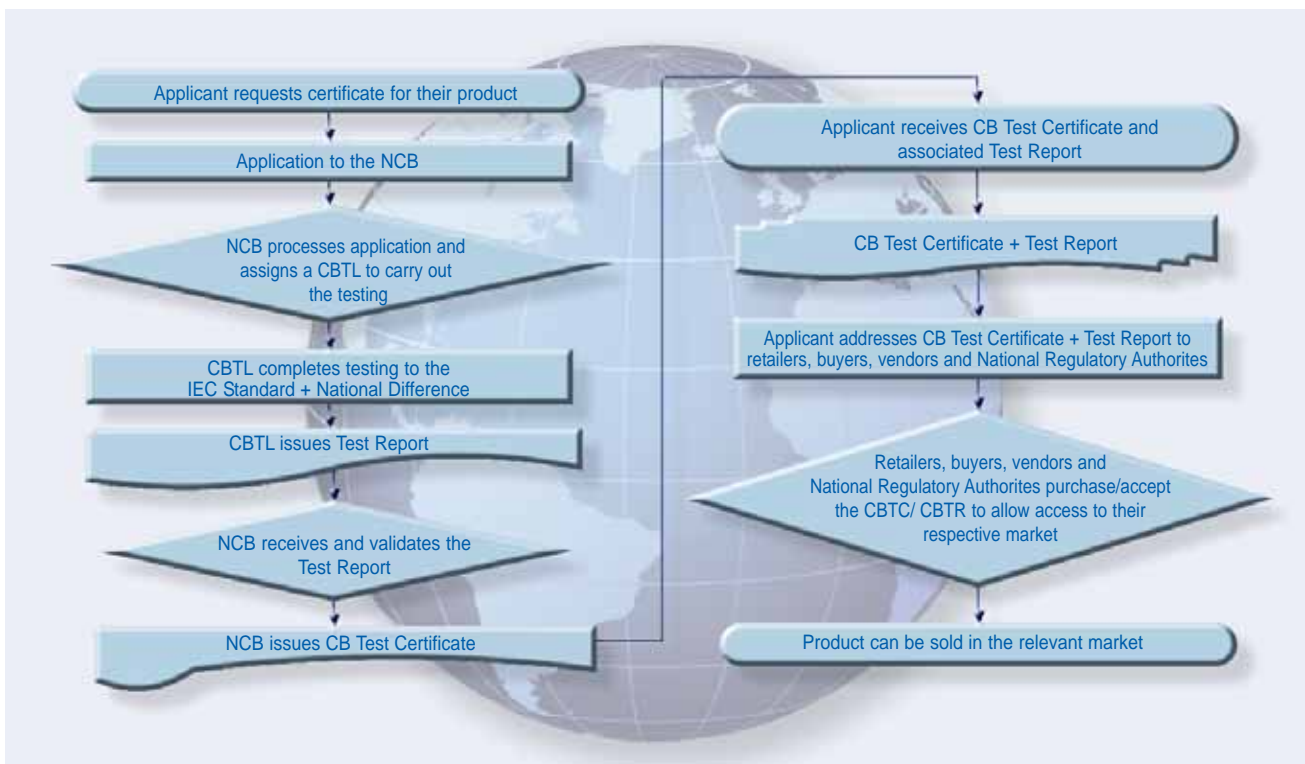 Applicant requests certificate for their product
Application to the NCB
NCB processes application and
assigns a CBTL to carry out
the testing
CBTL completes testing to the
IEC Standard + National Difference
CBTL issues Test Report
NCB receives and validates the
Test Report
NCB issues CB Test Certificate
Applicant receives CB Test Certificate and
associated Test Report
CB Test Certificate + Test Report
Applicant addresses CB Test Certificate + Test Report to
retailers, buyers, vendors and National Regulatory Authorites
Retailers, buyers, vendors and
National Regulatory Authorites purchase/accept
the CBTC/ CBTR to allow access to their
respective market
Product can be sold in the relevant market